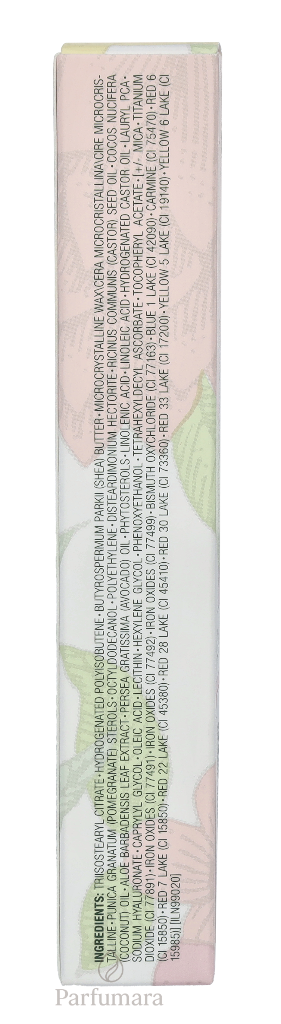 INGREDIENTS: TRIISOSTEARYL CITRATE • HYDROGENATED POLYISOBUTENE • BUTYROSPERMUM PARKII (SHEA) BUTTER • MICROCRYSTALLINE WAX\CERA MICROCRISTALLINA\CIRE MICROCRIS-
TALLINE • PUNICA GRANATUM (POMEGRANATE) STEROLS • OCTYLDODECANOL • POLYETHYLENE • DISTEARDIMONIUM HECTORITE • RICINUS COMMUNIS (CASTOR) SEED OIL • COCOS NUCIFERA
(COCONUT) OIL • ALOE BARBADENSIS LEAF EXTRACT • PERSEA GRATISSIMA (AVOCADO) OIL • PHYTOSTEROLS • LINOLENIC ACID • LINOLEIC ACID • HYDROGENATED CASTOR OIL • LAURYL PCA •
SODIUM HYALURONATE • CAPRYLYL GLYCOL • OLEIC ACID • LECITHIN • HEXYLENE GLYCOL • PHENOXYETHANOL • TETRAHEXYLDECYL ASCORBATE • TOCOPHERYL ACETATE • [+/- MICA • TITANIUM
DIOXIDE (CI 77891) • IRON OXIDES (CI 77491) • IRON OXIDES (CI 77492) • IRON OXIDES (CI 77499) • BISMUTH OXYCHLORIDE (CI 77163) • BLUE 1 LAKE (CI 42090) • CARMINE (CI 75470) • RED 6
(CI 15850) • RED 7 LAKE (CI 15850) • RED 22 LAKE (CI 45380) • RED 28 LAKE (CI 45410) • RED 30 LAKE (CI 73360) • RED 33 LAKE (CI 17200) • YELLOW 5 LAKE (CI 19140) • YELLOW 6 LAKE (CI
15985)] [ILN99020]
Parfumara